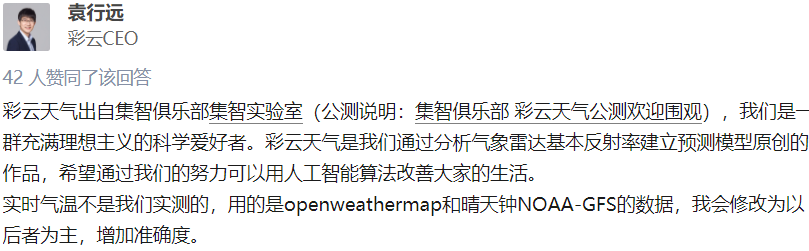 袁行远
彩云CEO
42 人赞同了该回答
彩云天气出自集智俱乐部集智实验室（公测说明：集智俱乐部 彩云天气公测欢迎围观），我们是一
群充满理想主义的科学爱好者。彩云天气是我们通过分析气象雷达基本反射率建立预测模型原创的
作品，希望通过我们的努力可以用人工智能算法改善大家的生活。
实时气温不是我们实测的，用的是openweathermap和晴天钟NOAA-GFS的数据，我会修改为以
后者为主，增加准确度。